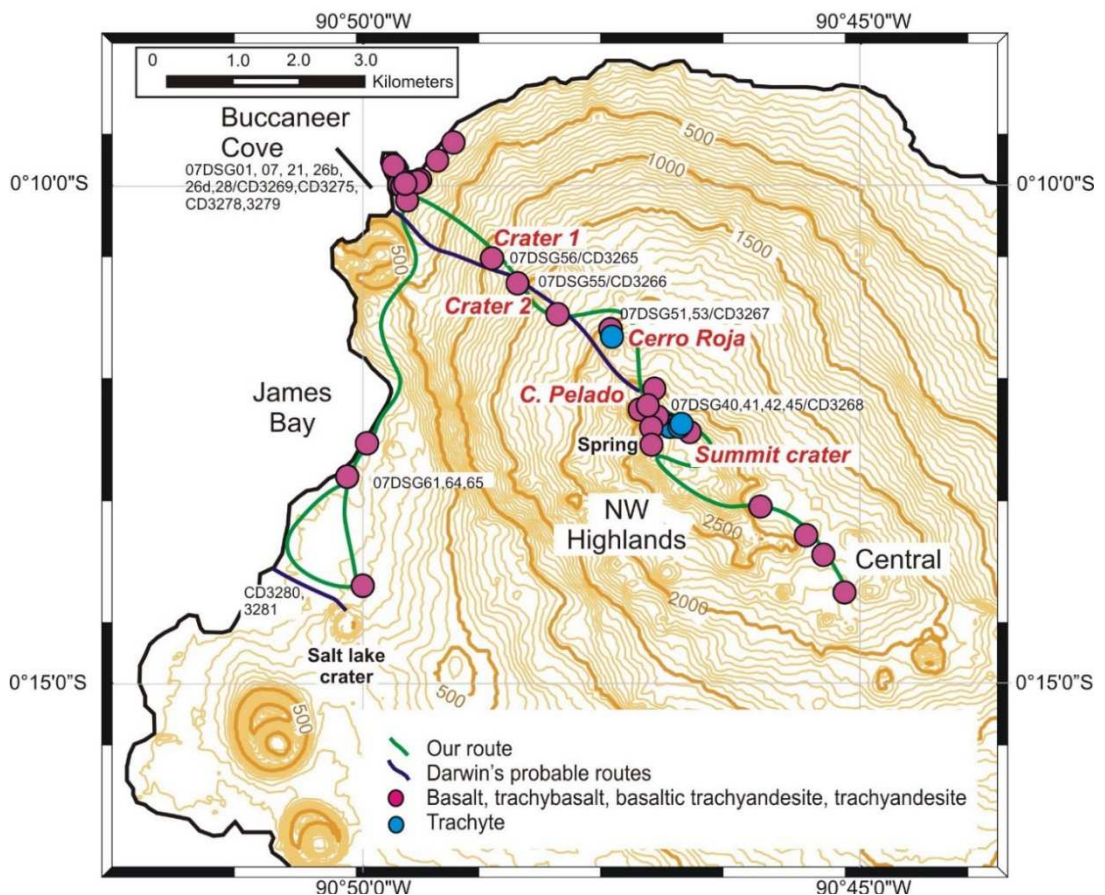 90°50'0"W
90°45'0"W
0
1.0
2.0
3.0
Kilometers
Buccaneer
Cove
07DSG01, 07, 21, 26b,
26d,28/CD3269,CD3275,
CD3278,3279
0°10'0"S
0°10'0"S
500
1000
1500
500
Crater 1
07DSG56/CD3265
07DSG55/CD3266
Crater 2
07DSG51,53/CD3267
Cerro Roja
C. Pelado
07DSG40,41,42,45/CD3268
James
Bay
Spring
Summit crater
07DSG61,64,65
NW
Highlands
2500
Central
2000
CD3280,
3281
Salt lake
crater
500
500
0°15'0"S
0°15'0"S
Our route
Darwin's probable routes
Basalt, trachybasalt, basaltic trachyandesite, trachyandesite
Trachyte
90°50'0"W
90°45'0"W